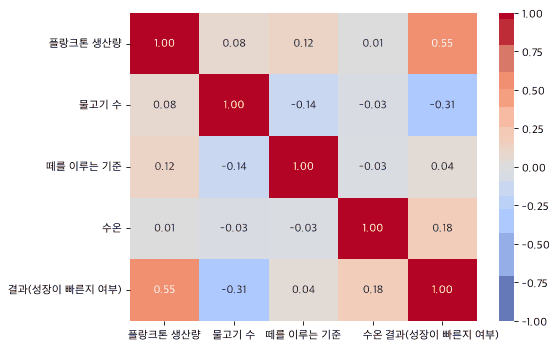 플랑크톤 생산량 1.00 0.08 0.12 0.01 0.55
물고기 수 0.08 1.00 -0.14 -0.03 -0.31
떼를 이루는 기준 0.12 -0.14 1.00 -0.03 0.04
수온 0.01 -0.03 -0.03 1.00 0.18
결과(성장이 빠른지 여부) 0.55 -0.31 0.04 0.18 1.00
플랑크톤 생산량 물고기 수 떼를 이루는 기준 수온 결과(성장이 빠른지 여부)
1.00
0.75
0.50
0.25
0.00
-0.25
-0.50
-0.75
-1.00